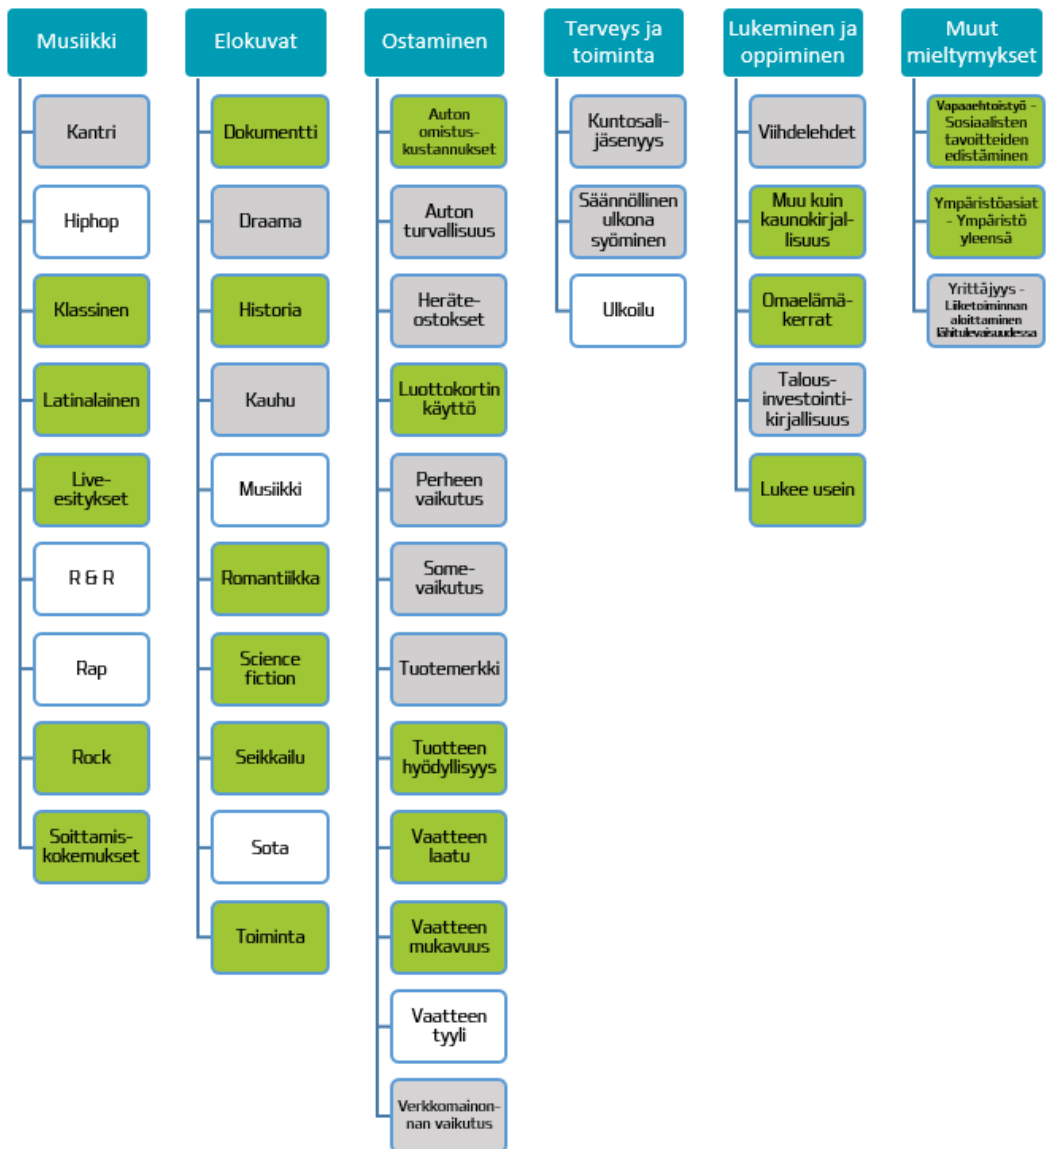 Musiikki
Kantri
Hiphop
Klassinen
Latinalainen
Live-
esitykset
R & R
Rap
Rock
Soittamis-
kokemukset
Elokuvat
Dokumentti
Draama
Historia
Kauhu
Musiikki
Romantiikka
Science
fiction
Seikkailu
Sota
Toiminta
Ostaminen
Auton
omistus-
kustannukset
Auton
turvallisuus
Heräte-
ostokset
Luottokortin
käyttö
Perheen
vaikutus
Some-
vaikutus
Tuotemerkki
Tuotteen
hyödyllisyys
Vaatteen
laatu
Vaatteen
mukavuus
Vaatteen
tyyli
Verkkomainon-
nan vaikutus
Terveys ja
toiminta
Kuntosali-
jäsenyys
Säännöllinen
ulkona
syöminen
Ulkoilu
Lukeminen ja
oppiminen
Viihdelehdet
Muu kuin
kaunokirjal-
lisuus
Omaelämä-
kerrat
Talous-
investointi-
kirjallisuus
Lukee usein
Muut
mieltymykset
Vapaaehtoistyö -
Sosiaalisten
tavoitteiden
edistäminen
Ympäristöasiat
- Ympäristö
yleensä
Yrittäjyys -
Liiketoiminnan
aloittaminen
lähitulevaisuudessa